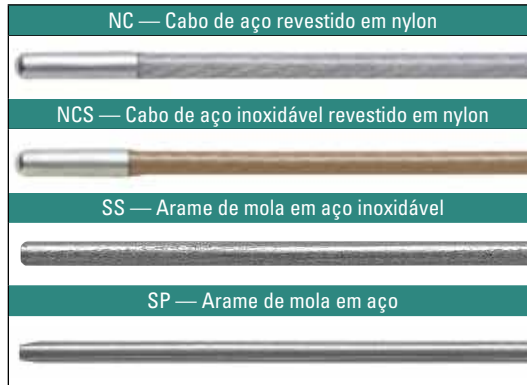 NC — Cabo de aço revestido em nylon
NCS — Cabo de aço inoxidável revestido em nylon
SS — Arame de mola em aço inoxidável
SP — Arame de mola em aço